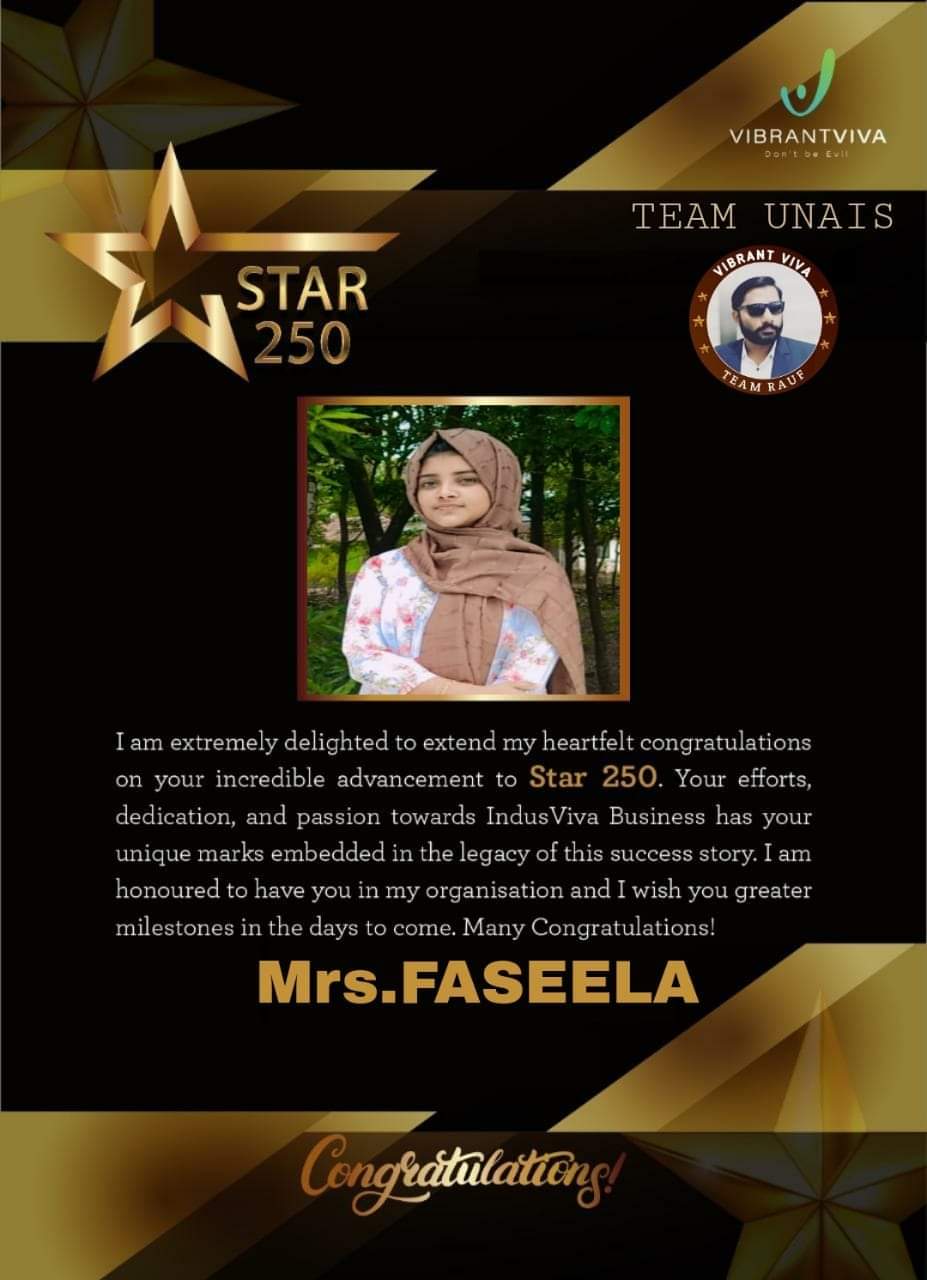 VIBRANTVIVA
Don't be Evil
TEAM UNAIS
VIBRANT VIVA
TEAM RAUF
STAR
250
I am extremely delighted to extend my heartfelt congratulations
on your incredible advancement to Star 250. Your efforts,
dedication, and passion towards IndusViva Business has your
unique marks embedded in the legacy of this success story. I am
honoured to have you in my organisation and I wish you greater
milestones in the days to come. Many Congratulations!
Mrs.FASEELA
Congratulations!